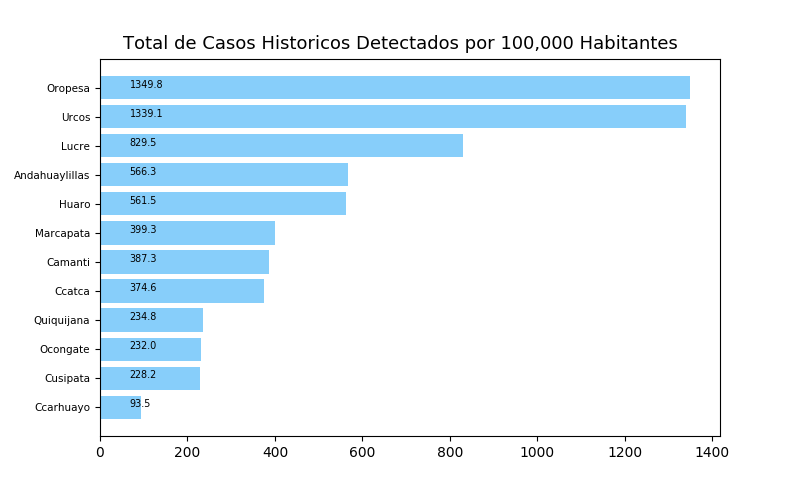 Total de Casos Historicos Detectados por 100,000 Habitantes
Oropesa 1349.8
Urcos 1339.1
Lucre 829.5
Andahuaylillas 566.3
Huaro 561.5
Marcapata 399.3
Camanti 387.3
Ccatca 374.6
Quiquijana 234.8
Ocongate 232.0
Cusipata 228.2
Ccarhuayo 93.5
0 200 400 600 800 1000 1200 1400